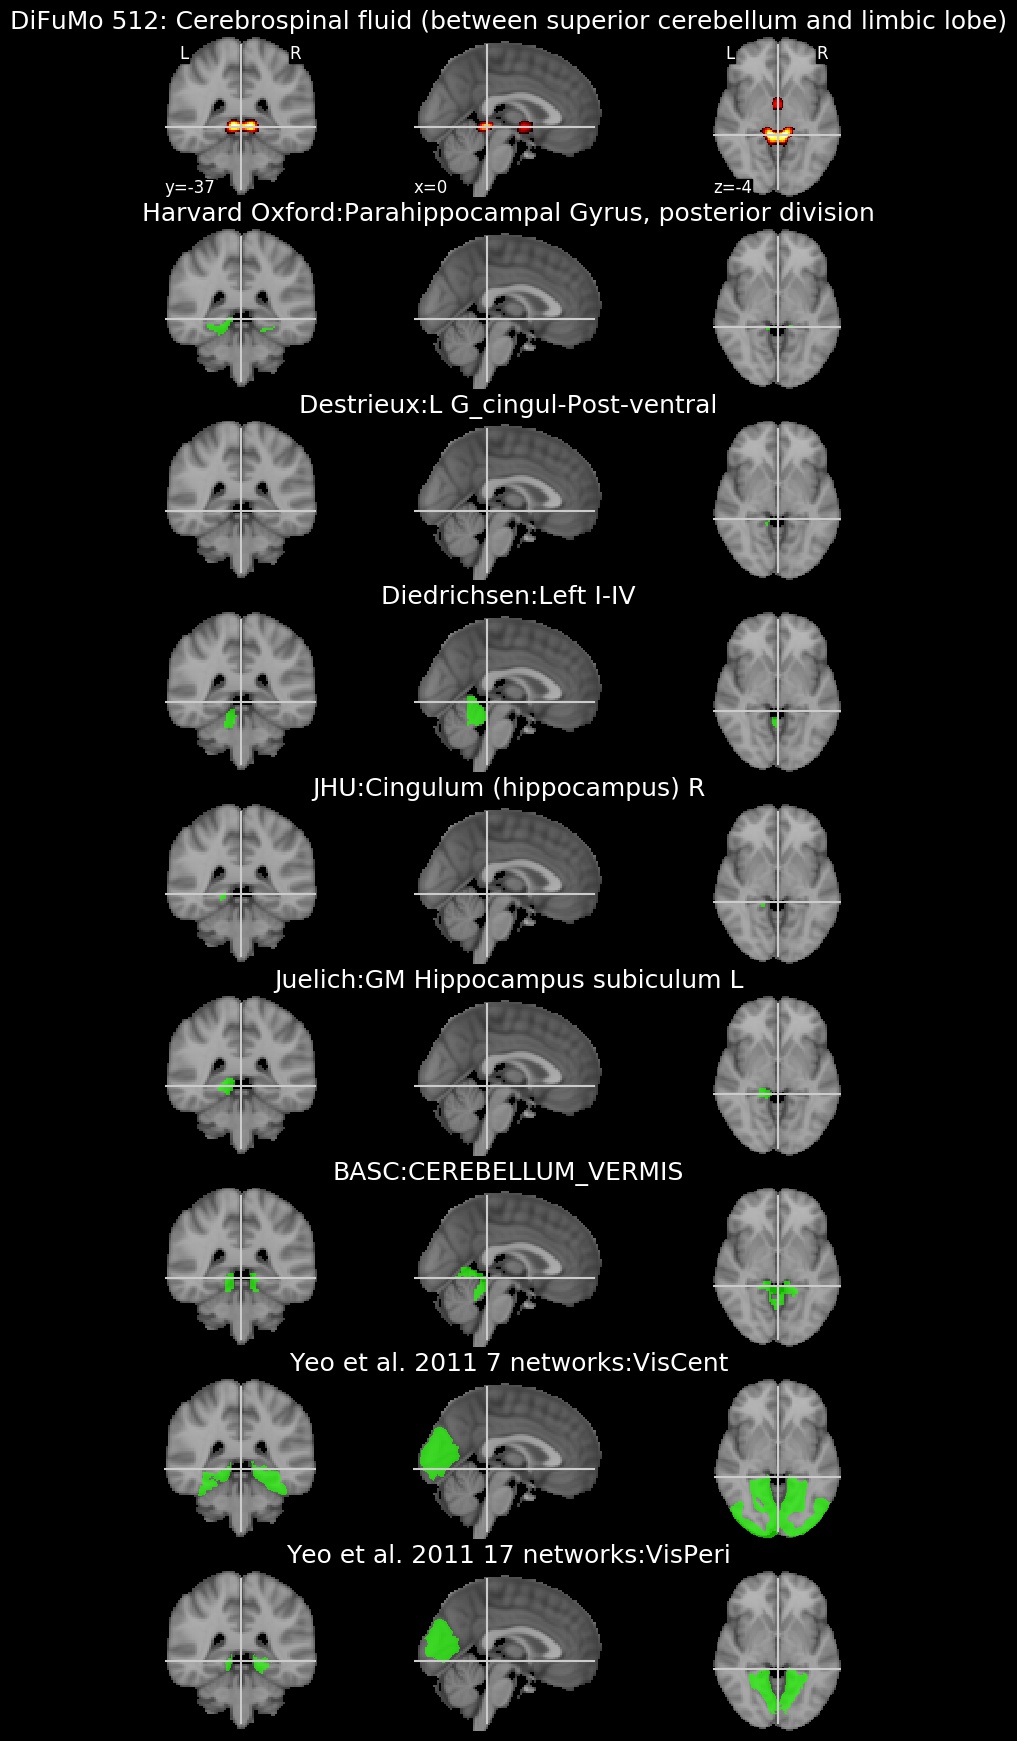 DiFuMo 512: Cerebrospinal fluid (between superior cerebellum and limbic lobe)
L R L R
y=-37 x=0 z=-4
Harvard Oxford:Parahippocampal Gyrus, posterior division
Destrieux:L G_cingul-Post-ventral
Diedrichsen:Left I-IV
JHU:Cingulum (hippocampus) R
Juelich:GM Hippocampus subiculum L
BASC:CEREBELLUM_VERMIS
Yeo et al. 2011 7 networks:VisCent
Yeo et al. 2011 17 networks:VisPeri